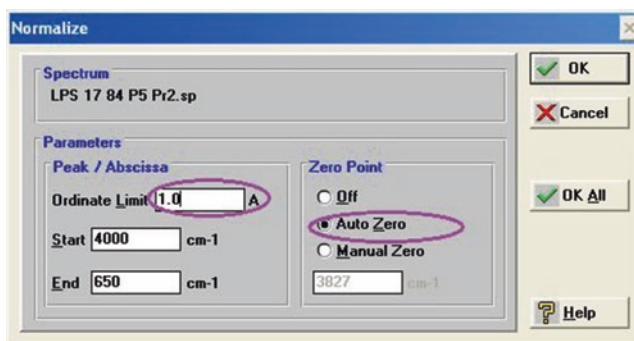 Normalize
Spectrum
LPS 17 84 P5 Pr2.sp
Parameters
Peak / Abscissa
Ordinate Limit 1.0 A
Start 4000 cm-1
End 650 cm-1
Zero Point
Off
Auto Zero
Manual Zero
3827 cm-1
OK
Cancel
OK All
Help